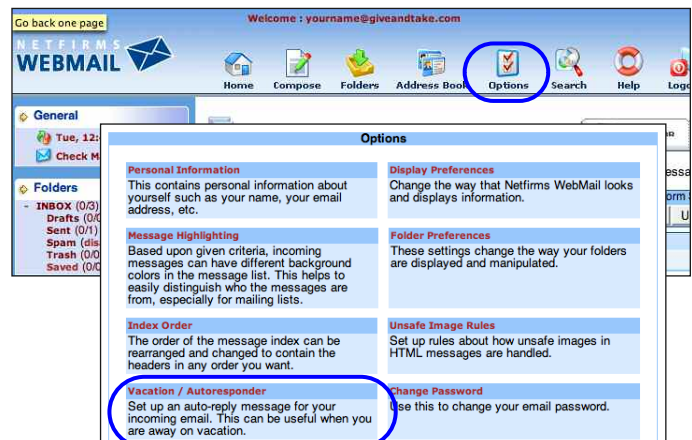 Go back one page
Welcome : yourname@giveandtake.com
NETFIRMS
WEBMAIL
Home Compose Folders Address Book Options Search Help
General
Tue, 12:
Check M
Folders
- INBOX (0/3)
Drafts (0/0
Sent (0/1)
Spam (dis
Trash (0/0
Saved (0/0
Options
Personal Information
This contains personal information about
yourself such as your name, your email
address, etc.
Display Preferences
Change the way that Netfirms WebMail looks
and displays information.
Message Highlighting
Based upon given criteria, incoming
messages can have different background
colors in the message list. This helps to
easily distinguish who the messages are
from, especially for mailing lists.
Folder Preferences
These settings change the way your folders
are displayed and manipulated.
Index Order
The order of the message index can be
rearranged and changed to contain the
headers in any order you want.
Unsafe Image Rules
Set up rules about how unsafe images in
HTML messages are handled.
Vacation / Autoresponder
Set up an auto-reply message for your
incoming email. This can be useful when you
are away on vacation.
Change Password
Use this to change your email password.